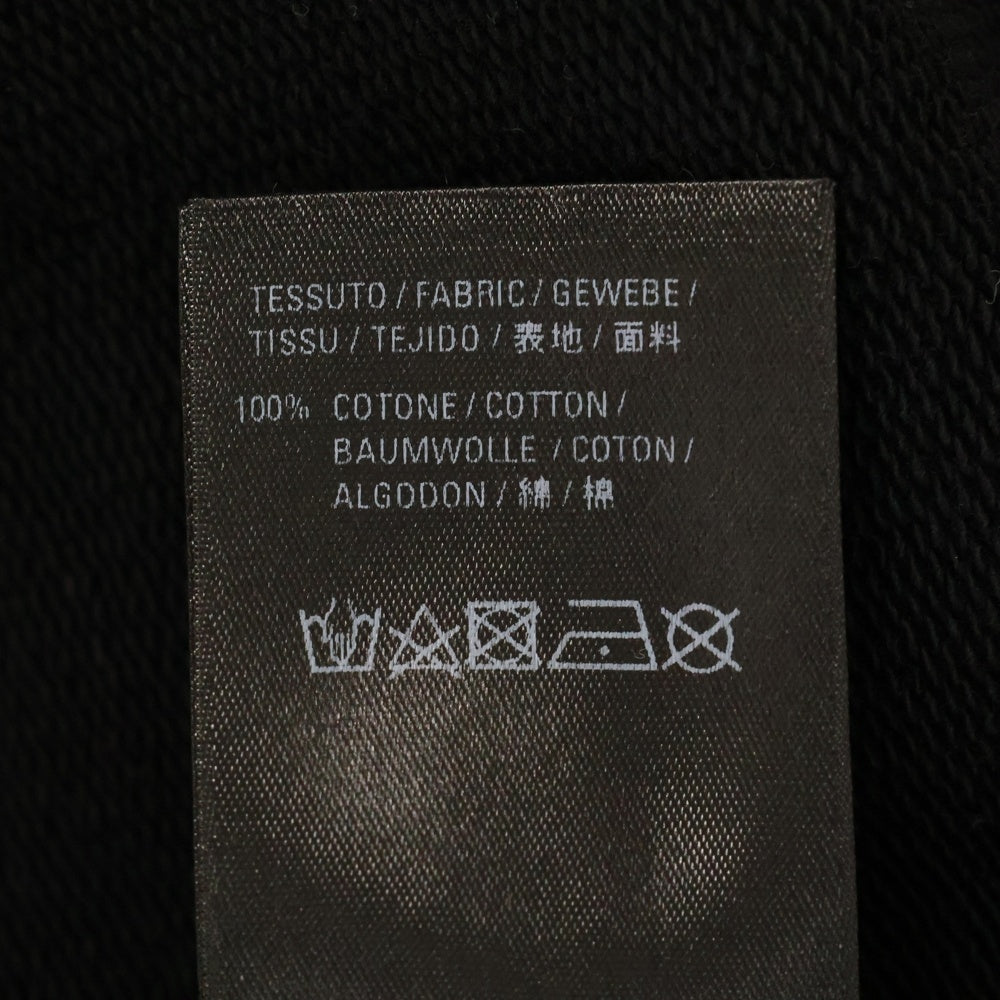 TESSUTO / FABRIC / GEWEBE /
TISSU / TEJIDO / 表地 / 面料
100% COTONE / COTTON /
BAUMWOLLE / COTON /
ALGODON / 綿 / 棉